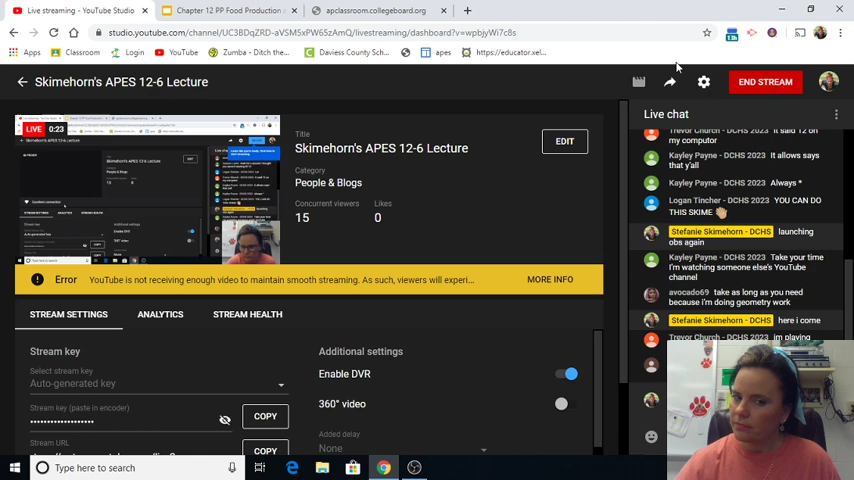 Live streaming - YouTube Studio
Chapter 12 PP Food Production
apclassroom.collegeboard.org
studio.youtube.com/channel/UC3BDqZRD-aVSM5xPW65zAmQ/livestreaming/dashboard?v=wpbjyWi7c8s
Apps
Classroom
Login
YouTube
Zumba - Ditch the...
Daviess County Sch...
apes
https://educator.xel...
Skimehorn's APES 12-6 Lecture
END STREAM
LIVE 0:23
Title
Skimehorn's APES 12-6 Lecture
EDIT
Category
People & Blogs
Concurrent viewers
Likes
15
0
Error
YouTube is not receiving enough video to maintain smooth streaming. As such, viewers will experi...
MORE INFO
STREAM SETTINGS
ANALYTICS
STREAM HEALTH
Stream key
Select stream key
Auto-generated key
Stream key (paste in encoder)
COPY
Stream URL
COPY
Additional settings
Enable DVR
360° video
Added delay
None
Live chat
Trevor Church - DCHS 2023 It said 12 on
my computor
Kayley Payne - DCHS 2023 It allows says
that y'all
Kayley Payne - DCHS 2023 Always *
Logan Tincher - DCHS 2023 YOU CAN DO
THIS SKIME
Stefanie Skimehorn - DCHS launching
obs again
Kayley Payne - DCHS 2023 Take your time
I'm watching someone else's YouTube
channel
avocado69 take as long as you need
because i'm doing geometry work
Stefanie Skimehorn - DCHS here i come
Trevor Church - DCHS 2023 im playing
Type here to search